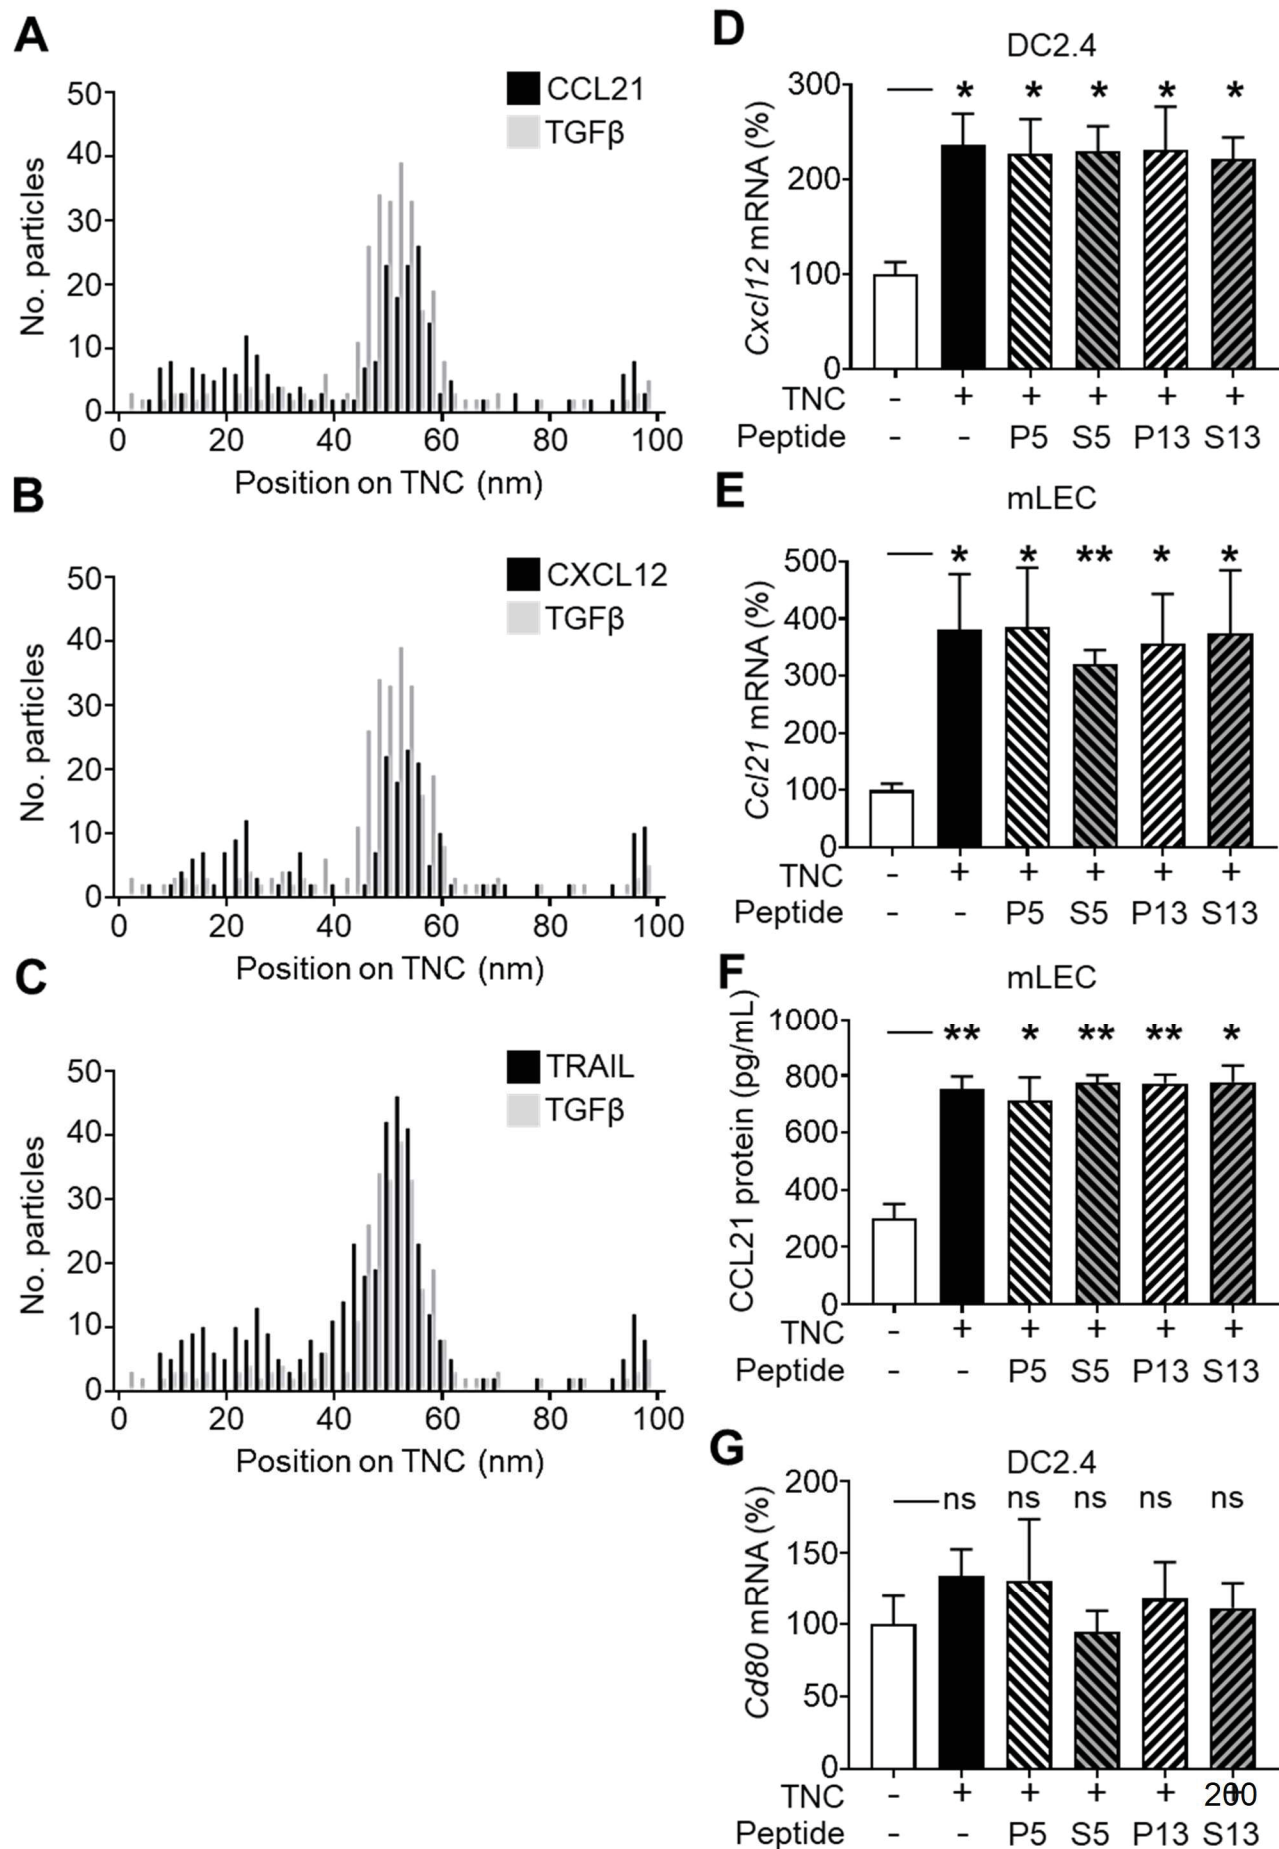 A
CCL21
TGFβ
No. particles
50
40
30
20
10
0
0 20 40 60 80 100
Position on TNC (nm)
B
CXCL12
TGFβ
No. particles
50
40
30
20
10
0
0 20 40 60 80 100
Position on TNC (nm)
C
TRAIL
TGFβ
No. particles
50
40
30
20
10
0
0 20 40 60 80 100
Position on TNC (nm)
D
DC2.4
Cxcl12 mRNA (%)
300
200
100
0
* * * * *
TNC - + + + + +
Peptide - - P5 S5 P13 S13
E
mLEC
Ccl21 mRNA (%)
500
400
300
200
100
0
* * ** * *
TNC - + + + + +
Peptide - - P5 S5 P13 S13
F
mLEC
CCL21 protein (pg/mL)
1000
800
600
400
200
0
** * ** ** *
TNC - + + + + +
Peptide - - P5 S5 P13 S13
G
DC2.4
Cd80 mRNA (%)
200
150
100
50
0
ns ns ns ns ns
TNC - + + + + +
200
Peptide - - P5 S5 P13 S13